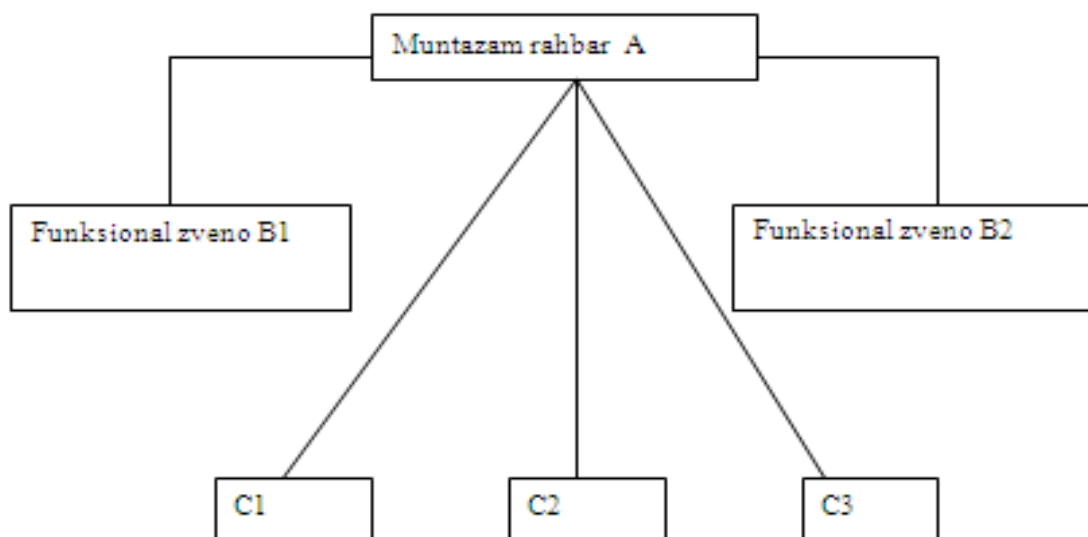 Muntazam rahbar A
Funksional zveno B1
Funksional zveno B2
C1
C2
C3